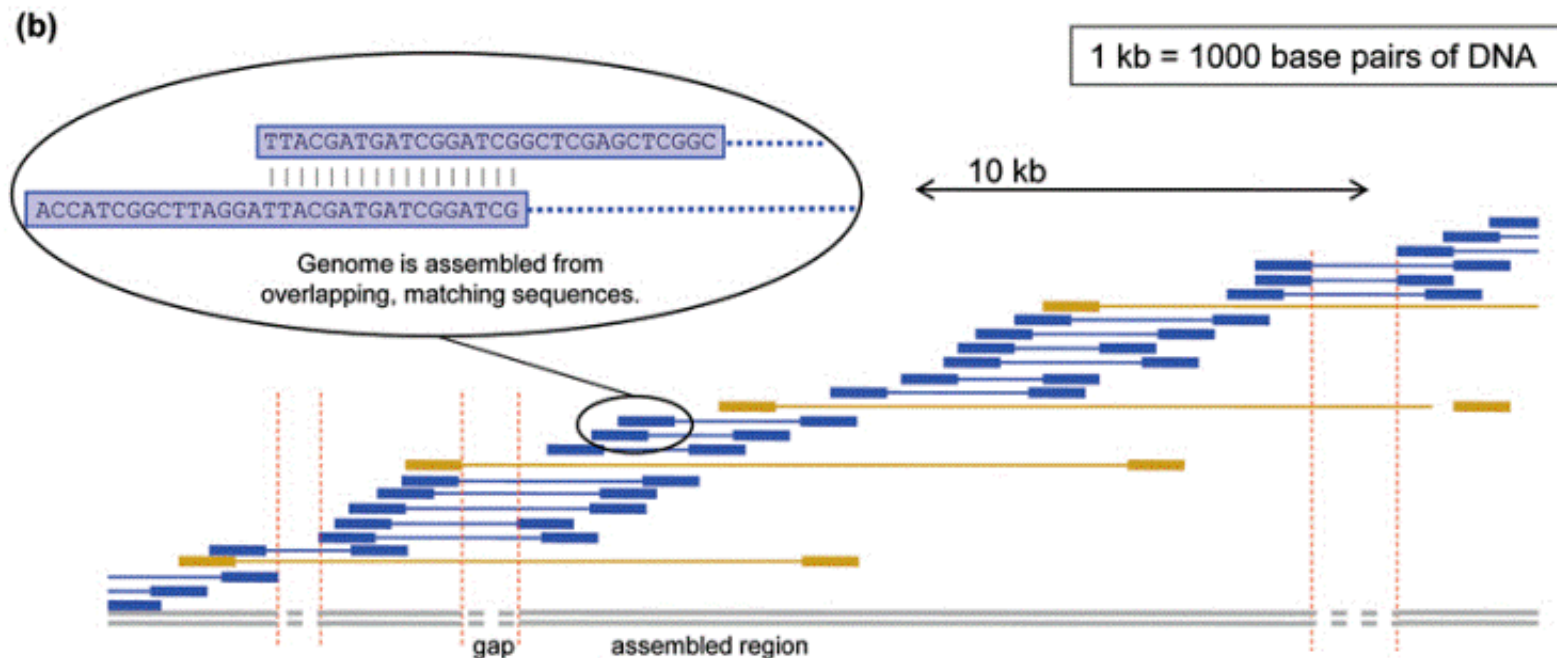 (b)
1 kb = 1000 base pairs of DNA
TTACGATGATCGGATCGGCTCGAGCTCGGC
ACCATCGGCTTAGGATTACGATGATCGGATCG
Genome is assembled from
overlapping, matching sequences.
10 kb
gap
assembled region